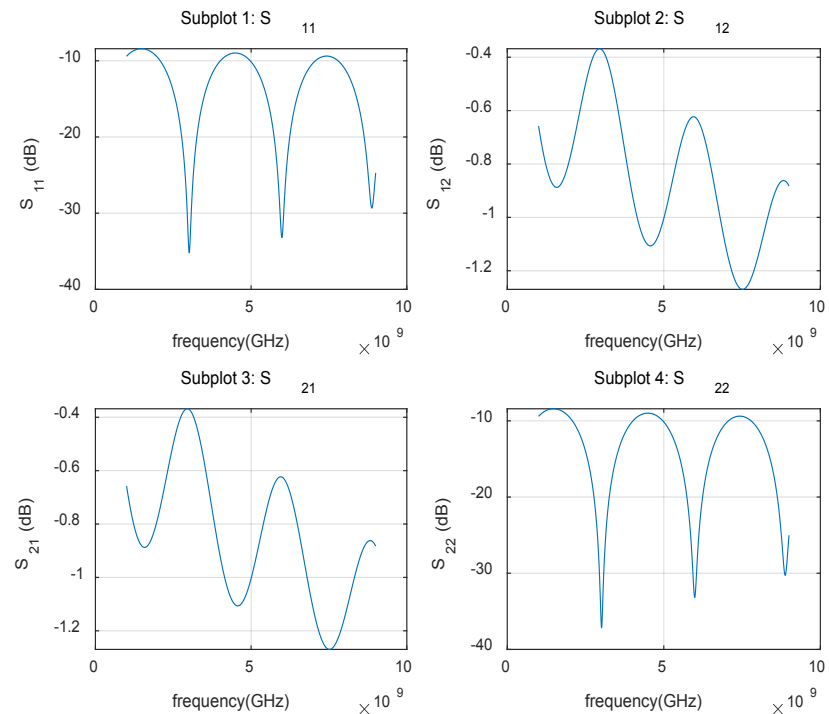 Subplot 1: S 11
-10
-20
-30
-40
S 11 (dB)
0 5 10
frequency(GHz)
× 10 9
Subplot 2: S 12
-0.4
-0.6
-0.8
-1
-1.2
S 12 (dB)
0 5 10
frequency(GHz)
× 10 9
Subplot 3: S 21
-0.4
-0.6
-0.8
-1
-1.2
S 21 (dB)
0 5 10
frequency(GHz)
× 10 9
Subplot 4: S 22
-10
-20
-30
-40
S 22 (dB)
0 5 10
frequency(GHz)
× 10 9